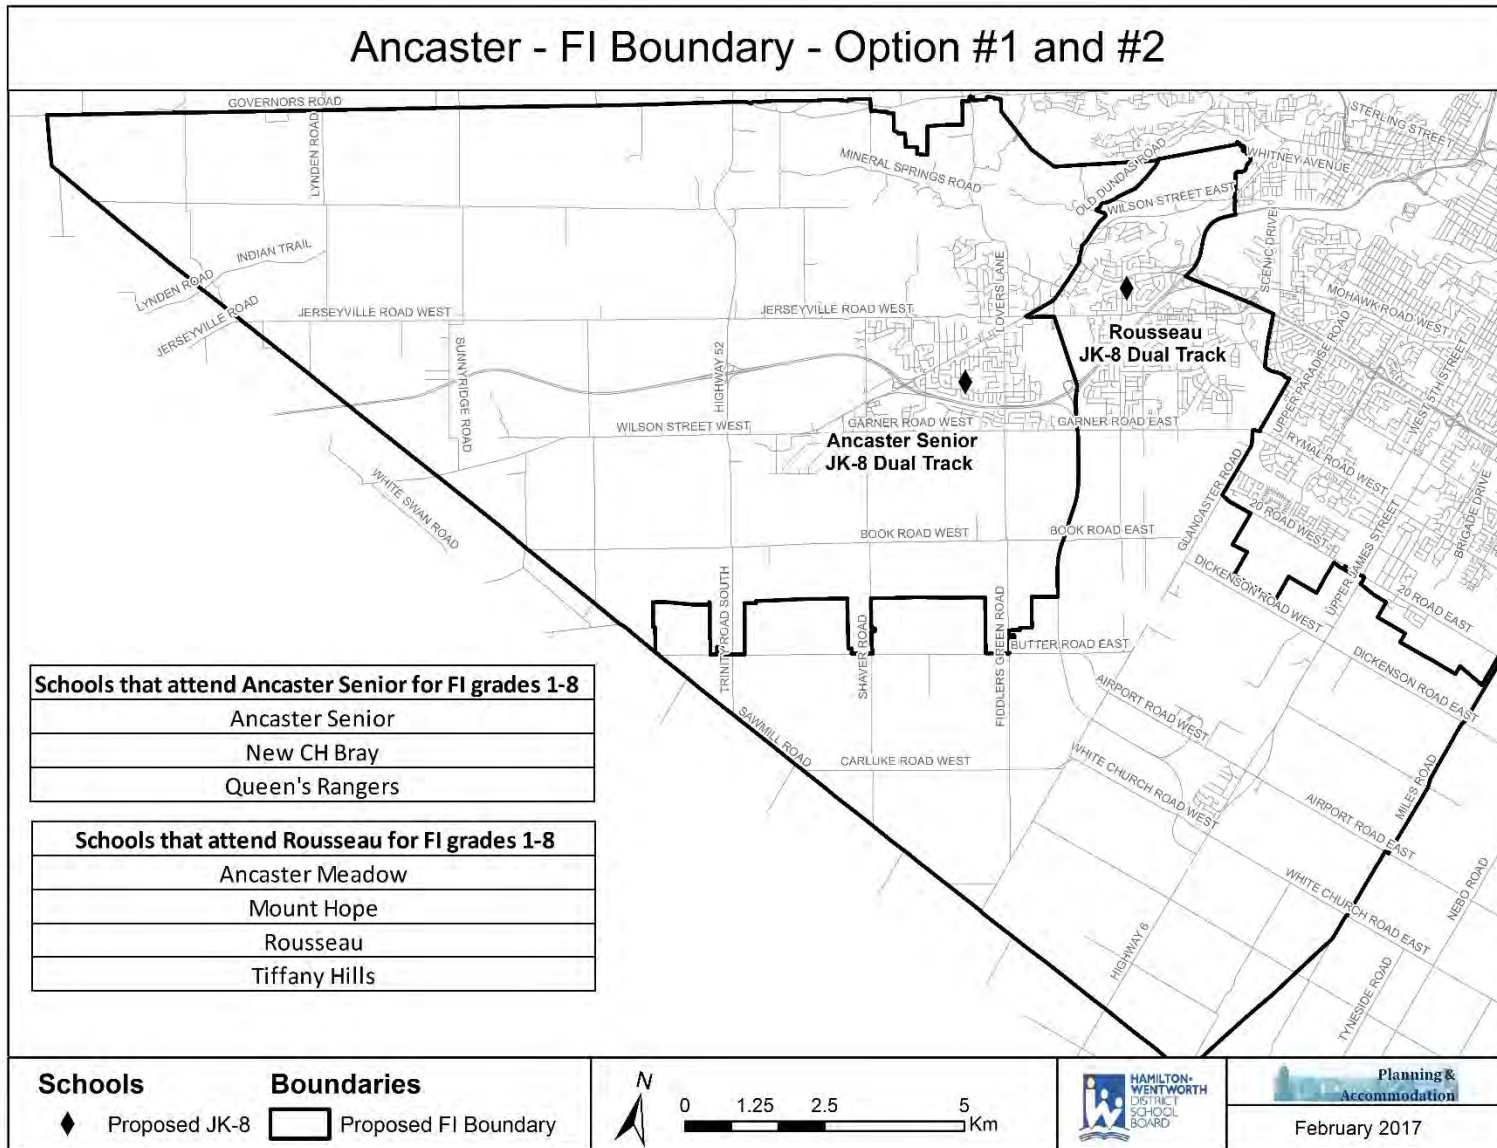 Ancaster - FI Boundary - Option #1 and #2
GOVERNORS ROAD
LYNDEN ROAD
STERLING STREET
MINERAL SPRINGS ROAD
OLD DUNDAS ROAD
WHITNEY AVENUE
WILSON STREET EAST
SCENIC DRIVE
INDIAN TRAIL
LYNDEN ROAD
JERSEYVILLE ROAD
JERSEYVILLE ROAD WEST
JERSEYVILLE ROAD WEST
LOVERS LANE
MOHAWK ROAD WEST
Rousseau
JK-8 Dual Track
SUNNYRIDGE ROAD
HIGHWAY 52
UPPER PARADISE ROAD
WEST 5TH STREET
WILSON STREET WEST
GARNER ROAD WEST
GARNER ROAD EAST
Ancaster Senior
JK-8 Dual Track
RYMAL ROAD WEST
WHITE SWAN ROAD
GLANCASTER ROAD
BRIGADE DRIVE
BOOK ROAD WEST
BOOK ROAD EAST
20 ROAD WEST
UPPER JAMES STREET
DICKENSON ROAD WEST
20 ROAD EAST
TRINITY ROAD SOUTH
SHAVER ROAD
FIDDLERS GREEN ROAD
BUTTER ROAD EAST
DICKENSON ROAD EAST
AIRPORT ROAD WEST
SAWMILL ROAD
CARLUKE ROAD WEST
WHITE CHURCH ROAD WEST
MILES ROAD
AIRPORT ROAD EAST
WHITE CHURCH ROAD EAST
NEBO ROAD
HIGHWAY 6
TYNESIDE ROAD
Schools that attend Ancaster Senior for FI grades 1-8
Ancaster Senior
New CH Bray
Queen's Rangers
Schools that attend Rousseau for FI grades 1-8
Ancaster Meadow
Mount Hope
Rousseau
Tiffany Hills
Schools
Proposed JK-8
Boundaries
Proposed FI Boundary
N
0 1.25 2.5 5
Km
HAMILTON-
WENTWORTH
DISTRICT
SCHOOL
BOARD
Planning &
Accommodation
February 2017